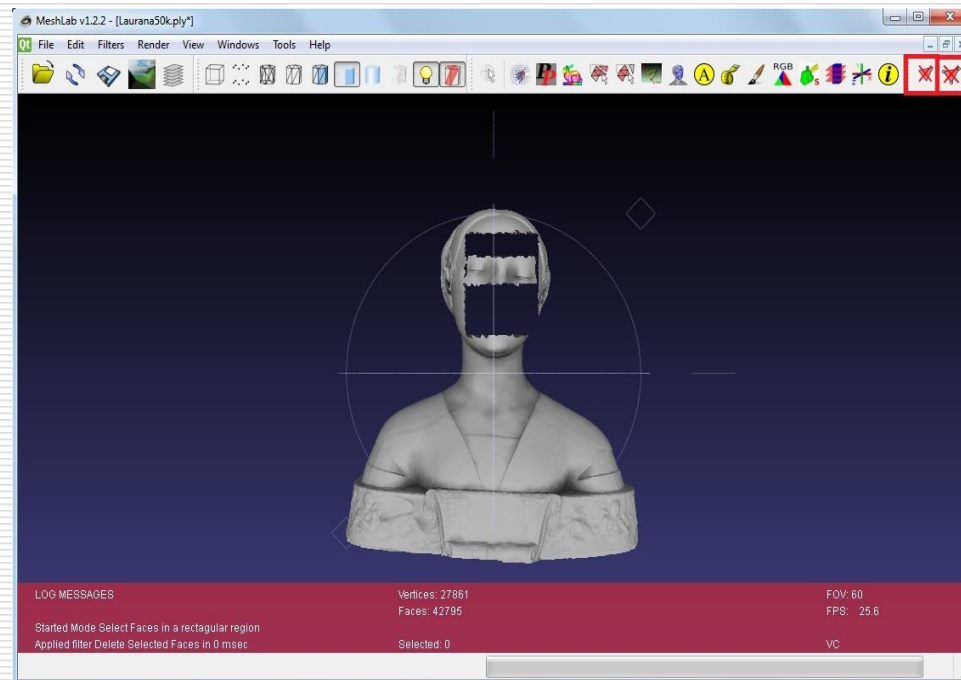 MeshLab v1.2.2 - [Laurana50k.ply*]
File Edit Filters Render View Windows Tools Help
RGB
LOG MESSAGES
Started Mode Select Faces in a rectagular region
Applied filter Delete Selected Faces in 0 msec
Vertices: 27861
Faces: 42795
Selected: 0
FOV: 60
FPS: 25.6
VC